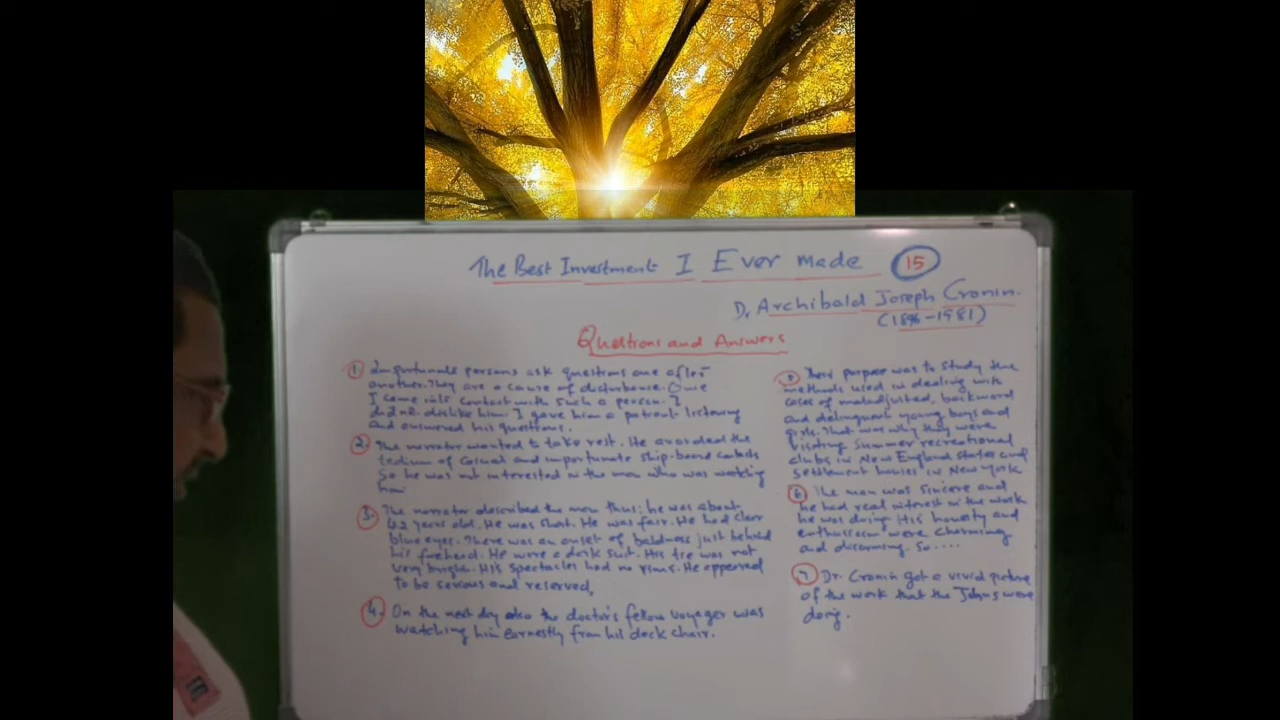 The Best Investment I Ever made 15
D. Archibald Joseph Cronin.
(1896-1981)
Questions and Answers
1 Importunate persons ask questions one after
another. They are a cause of disturbance. Once
I came into contact with such a person. I
did not dislike him. I gave him a patient listening
and answered his questions.
2. The narrator wanted to take rest. He avoided the
tedium of casual and importunate ship-board contacts
So he was not interested in the man who was watching
him
3. The narrator described the man thus: he was about
42 years old. He was short. He was fair. He had clear
blue eyes. There was an onset of baldness just behind
his forehead. He wore a dark suit. His tie was not
very bright. His spectacles had no rims. He appeared
to be serious and reserved.
4. On the next day also the doctor's fellow voyager was
watching him earnestly from his deck chair.
Their purpose was to study the
methods used in dealing with
cases of maladjusted, backward
and delinquent young boys and
girls. That was why they were
visiting Summer recreational
clubs in New England States and
settlement houses in New York
6 The man was sincere and
he had real interest in the work
he was doing. His honesty and
enthusiasm were charming
and disarming. So....
7 Dr. Cronin got a vivid picture
of the work that the Johns were
doing.